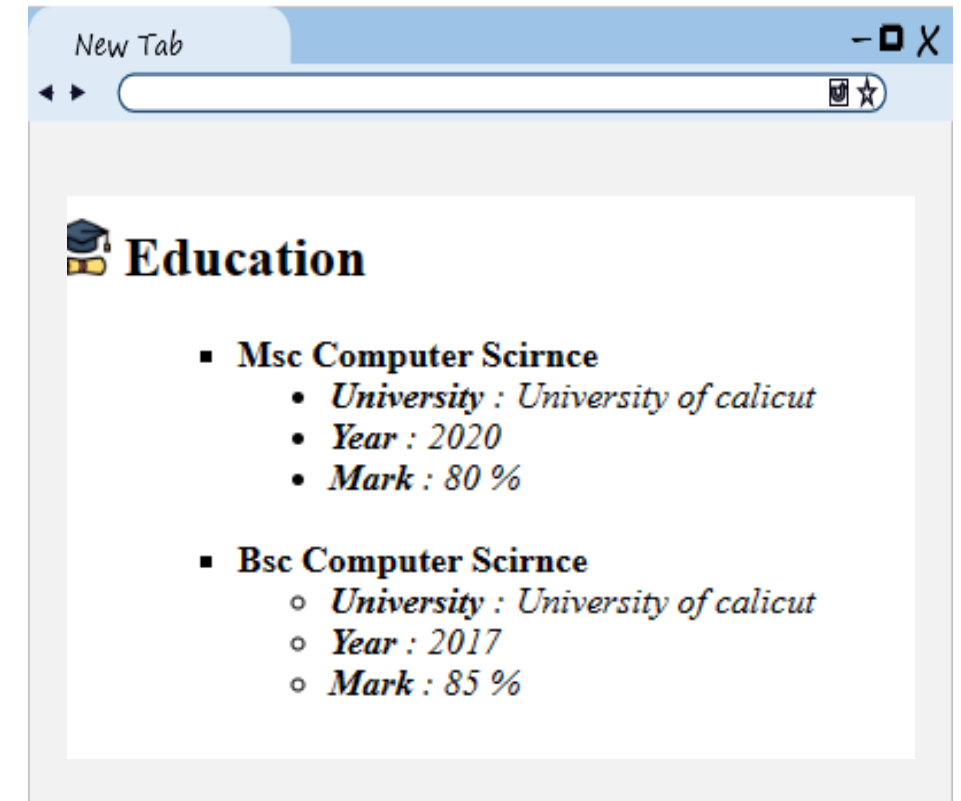 New Tab
Education
Msc Computer Scirnce
University : University of calicut
Year : 2020
Mark : 80 %
Bsc Computer Scirnce
University : University of calicut
Year : 2017
Mark : 85 %